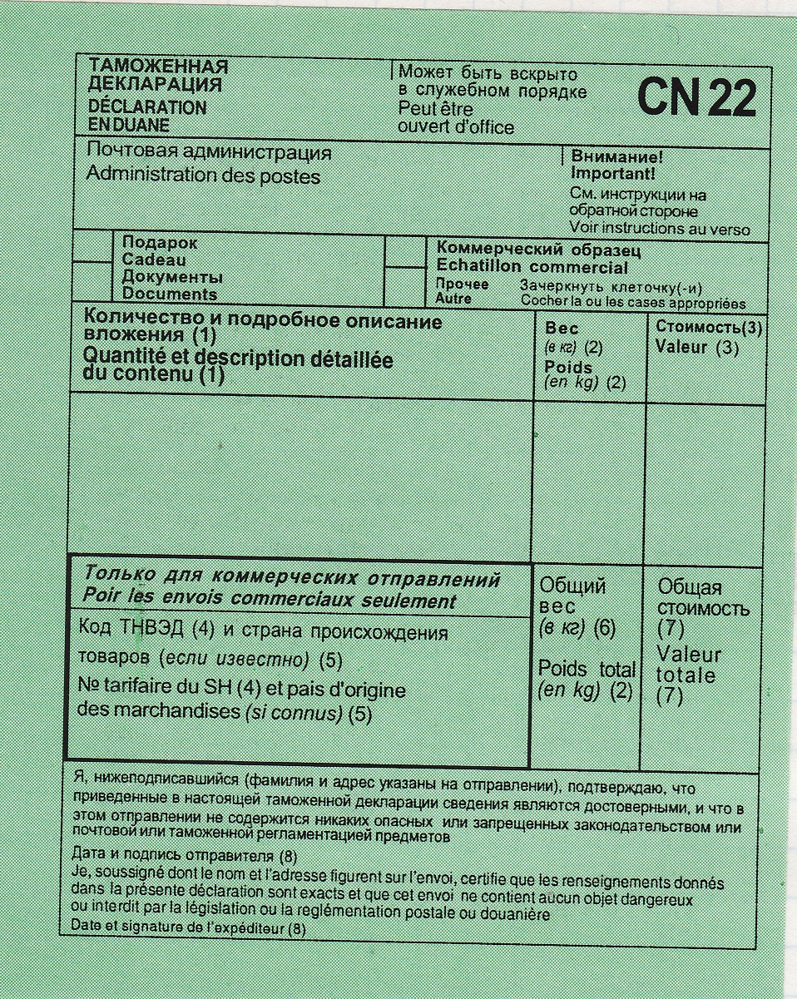 ТАМОЖЕННАЯ
ДЕКЛАРАЦИЯ
DÉCLARATION
EN DUANE
Может быть вскрыто
в служебном порядке
Peut être
ouvert d'office
CN 22
Почтовая администрация
Administration des postes
Внимание!
Important!
См. инструкции на
обратной стороне
Voir instructions au verso
Подарок
Cadeau
Документы
Documents
Коммерческий образец
Echatillon commercial
Прочее Зачеркнуть клеточку(-и)
Autre Cocher la ou les cases appropriées
Количество и подробное описание
вложения (1)
Quantité et description détaillée
du contenu (1)
Вес
(в кг) (2)
Poids
(en kg) (2)
Стоимость(3)
Valeur (3)
Только для коммерческих отправлений
Poir les envois commerciaux seulement
Код ТНВЭД (4) и страна происхождения
товаров (если известно) (5)
№ tarifaire du SH (4) et pais d'origine
des marchandises (si connus) (5)
Общий
вес
(в кг) (6)
Poids total
(en kg) (2)
Общая
стоимость
(7)
Valeur
totale
(7)
Я, нижеподписавшийся (фамилия и адрес указаны на отправлении), подтверждаю, что
приведенные в настоящей таможенной декларации сведения являются достоверными, и что в
этом отправлении не содержится никаких опасных или запрещенных законодательством или
почтовой или таможенной регламентацией предметов
Дата и подпись отправителя (8)
Je, soussigné dont le nom et l'adresse figurent sur l'envoi, certifie que les renseignements donnés
dans la présente déclaration sont exacts et que cet envoi ne contient aucun objet dangereux
ou interdit par la législation ou la reglémentation postale ou douanière
Date et signature de l'expéditeur (8)